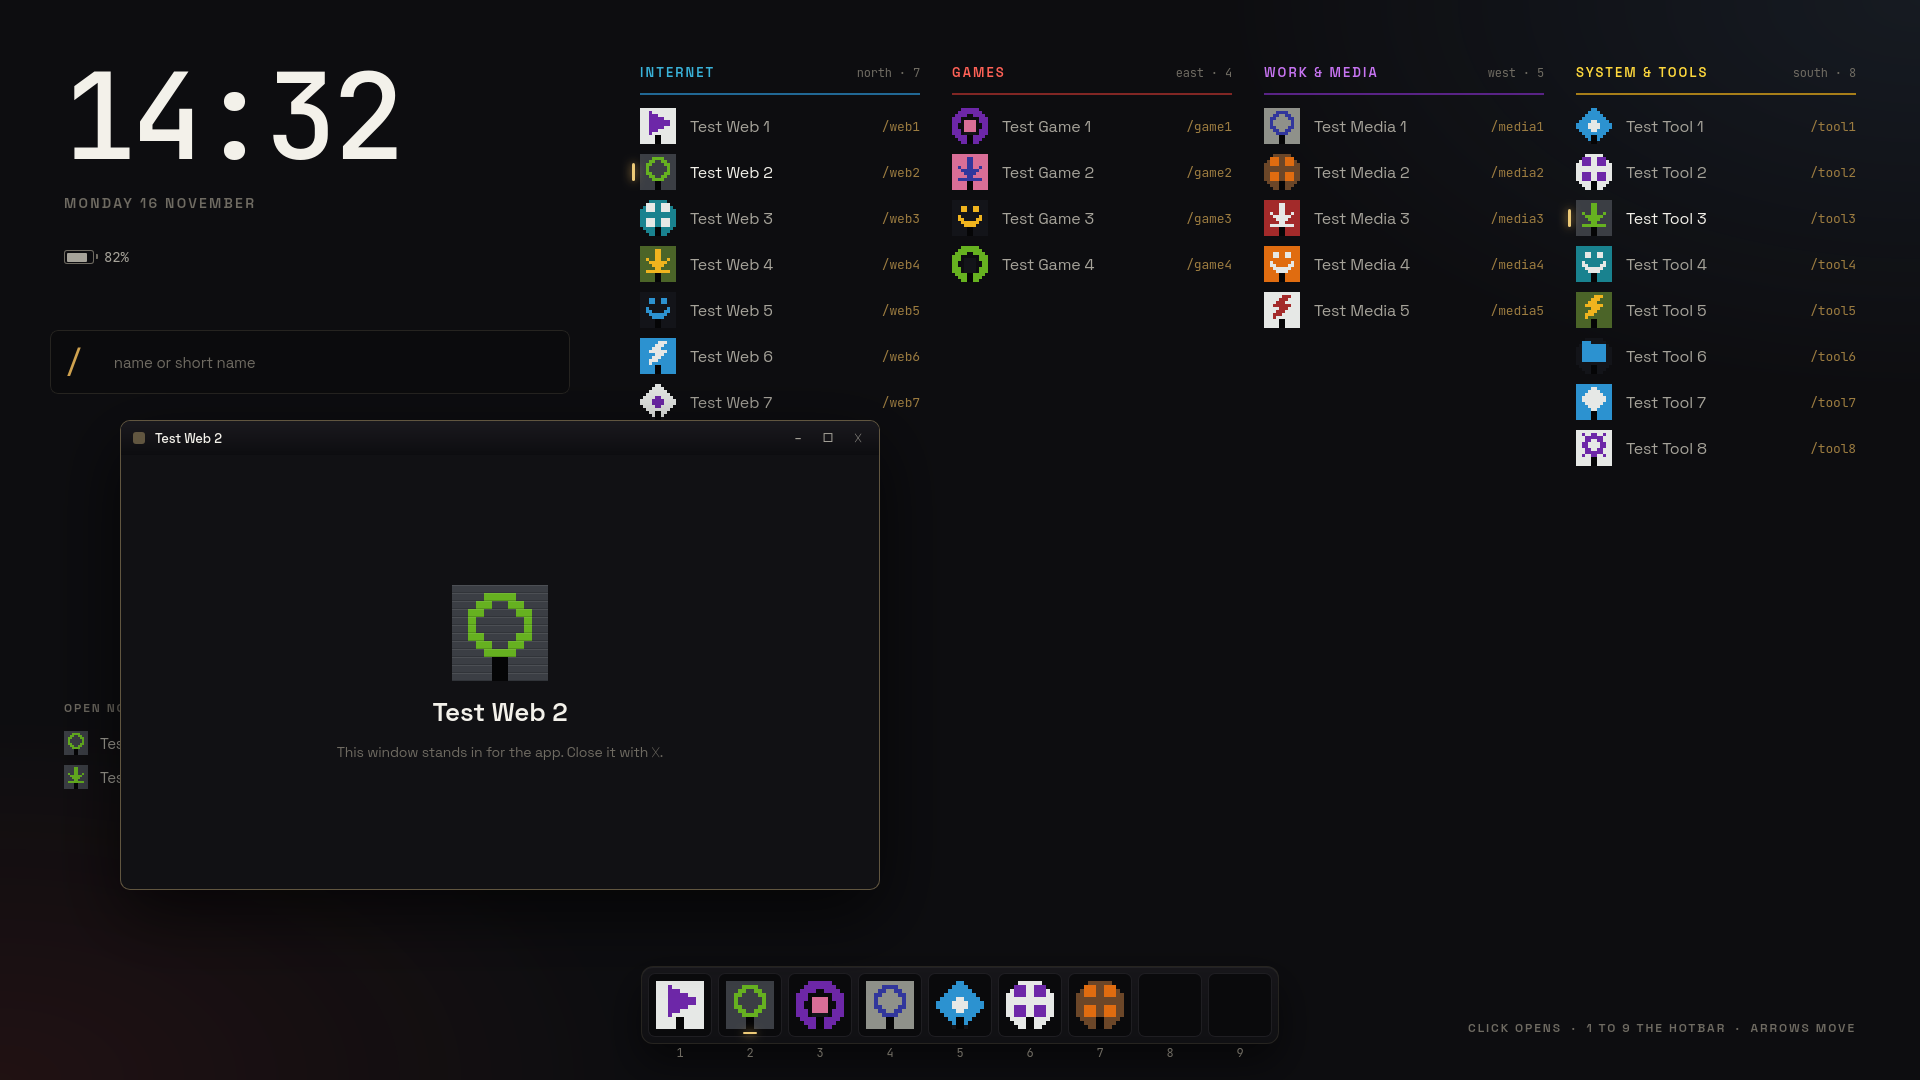 14:32
MONDAY 16 NOVEMBER
82%
/ name or short name
INTERNET north · 7
Test Web 1 /web1
Test Web 2 /web2
Test Web 3 /web3
Test Web 4 /web4
Test Web 5 /web5
Test Web 6 /web6
Test Web 7 /web7
GAMES east · 4
Test Game 1 /game1
Test Game 2 /game2
Test Game 3 /game3
Test Game 4 /game4
WORK & MEDIA west · 5
Test Media 1 /media1
Test Media 2 /media2
Test Media 3 /media3
Test Media 4 /media4
Test Media 5 /media5
SYSTEM & TOOLS south · 8
Test Tool 1 /tool1
Test Tool 2 /tool2
Test Tool 3 /tool3
Test Tool 4 /tool4
Test Tool 5 /tool5
Test Tool 6 /tool6
Test Tool 7 /tool7
Test Tool 8 /tool8
Test Web 2
Test Web 2
This window stands in for the app. Close it with X.
OPEN
1 2 3 4 5 6 7 8 9
CLICK OPENS · 1 TO 9 THE HOTBAR · ARROWS MOVE